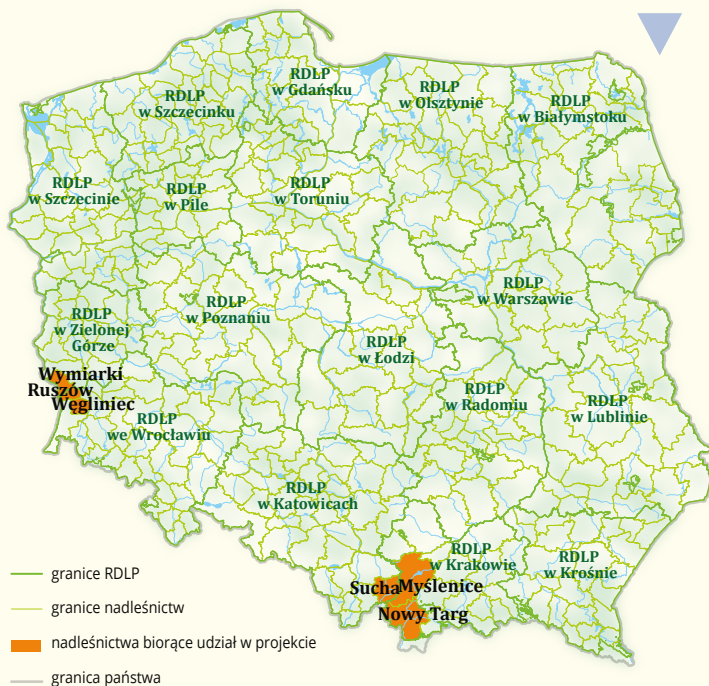 RDLP
w Gdańsku
RDLP
w Szczecinku
RDLP
w Olsztynie
RDLP
w Białymstoku
RDLP
w Szczecinie
RDLP
w Pile
RDLP
w Toruniu
RDLP
w Warszawie
RDLP
w Zielonej
Górze
RDLP
w Poznaniu
RDLP
w Łodzi
Wymiarki
Ruszów
Węgliniec
RDLP
w Radomiu
RDLP
w Lublinie
RDLP
we Wrocławiu
RDLP
w Katowicach
RDLP
w Krakowie
RDLP
w Krośnie
Sucha
Myślenice
Nowy Targ
granice RDLP
granice nadleśnictw
nadleśnictwa biorące udział w projekcie
granica państwa